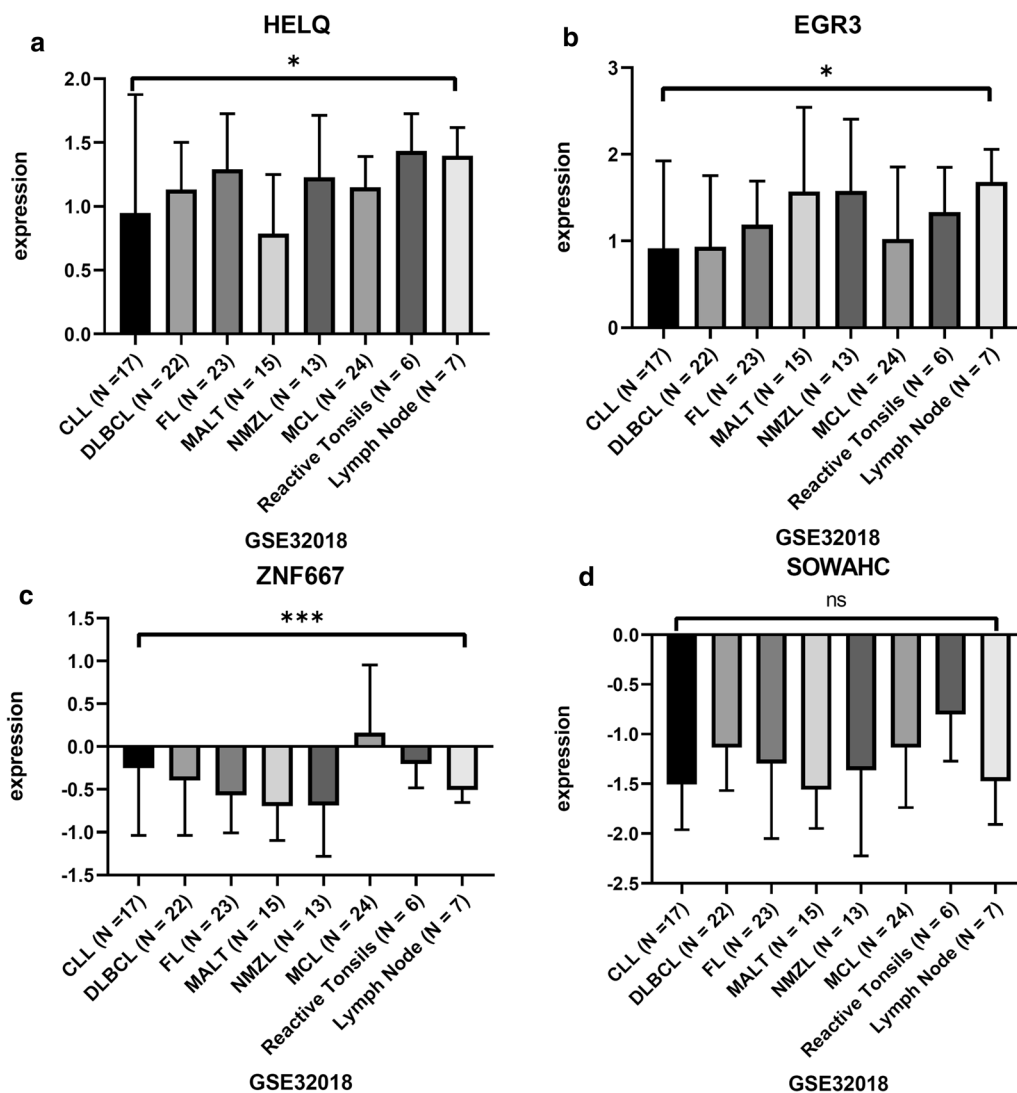 HELQ
a
*
2.0
1.5
1.0
0.5
0.0
expression
CLL (N =17)
DLBCL (N = 22)
FL (N = 23)
MALT (N = 15)
NMZL (N = 13)
MCL (N = 24)
Reactive Tonsils (N = 6)
Lymph Node (N = 7)
GSE32018
EGR3
b
*
3
2
1
0
expression
CLL (N =17)
DLBCL (N = 22)
FL (N = 23)
MALT (N = 15)
NMZL (N = 13)
MCL (N = 24)
Reactive Tonsils (N = 6)
Lymph Node (N = 7)
GSE32018
ZNF667
c
***
1.5
1.0
0.5
0.0
-0.5
-1.0
-1.5
expression
CLL (N =17)
DLBCL (N = 22)
FL (N = 23)
MALT (N = 15)
NMZL (N = 13)
MCL (N = 24)
Reactive Tonsils (N = 6)
Lymph Node (N = 7)
GSE32018
SOWAHC
d
ns
0.0
-0.5
-1.0
-1.5
-2.0
-2.5
expression
CLL (N =17)
DLBCL (N = 22)
FL (N = 23)
MALT (N = 15)
NMZL (N = 13)
MCL (N = 24)
Reactive Tonsils (N = 6)
Lymph Node (N = 7)
GSE32018